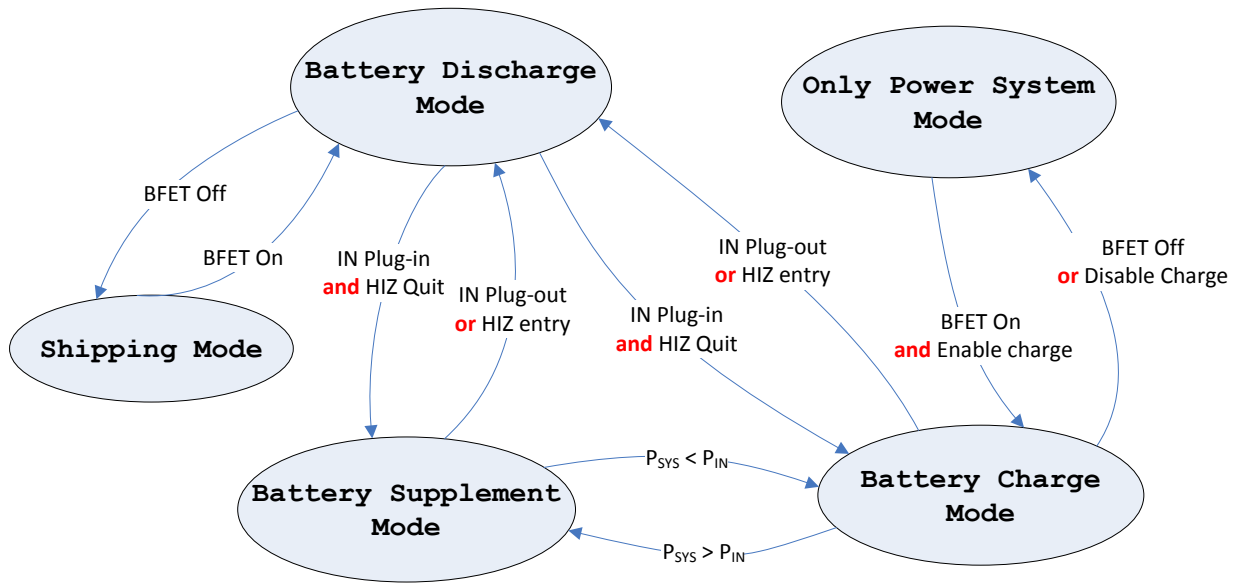 Battery Discharge
Mode
Only Power System
Mode
BFET Off
BFET On
IN Plug-in
and HIZ Quit
IN Plug-out
or HIZ entry
IN Plug-in
and HIZ Quit
IN Plug-out
or HIZ entry
BFET Off
or Disable Charge
BFET On
and Enable charge
Shipping Mode
Battery Supplement
Mode
PSYS < PIN
PSYS > PIN
Battery Charge
Mode